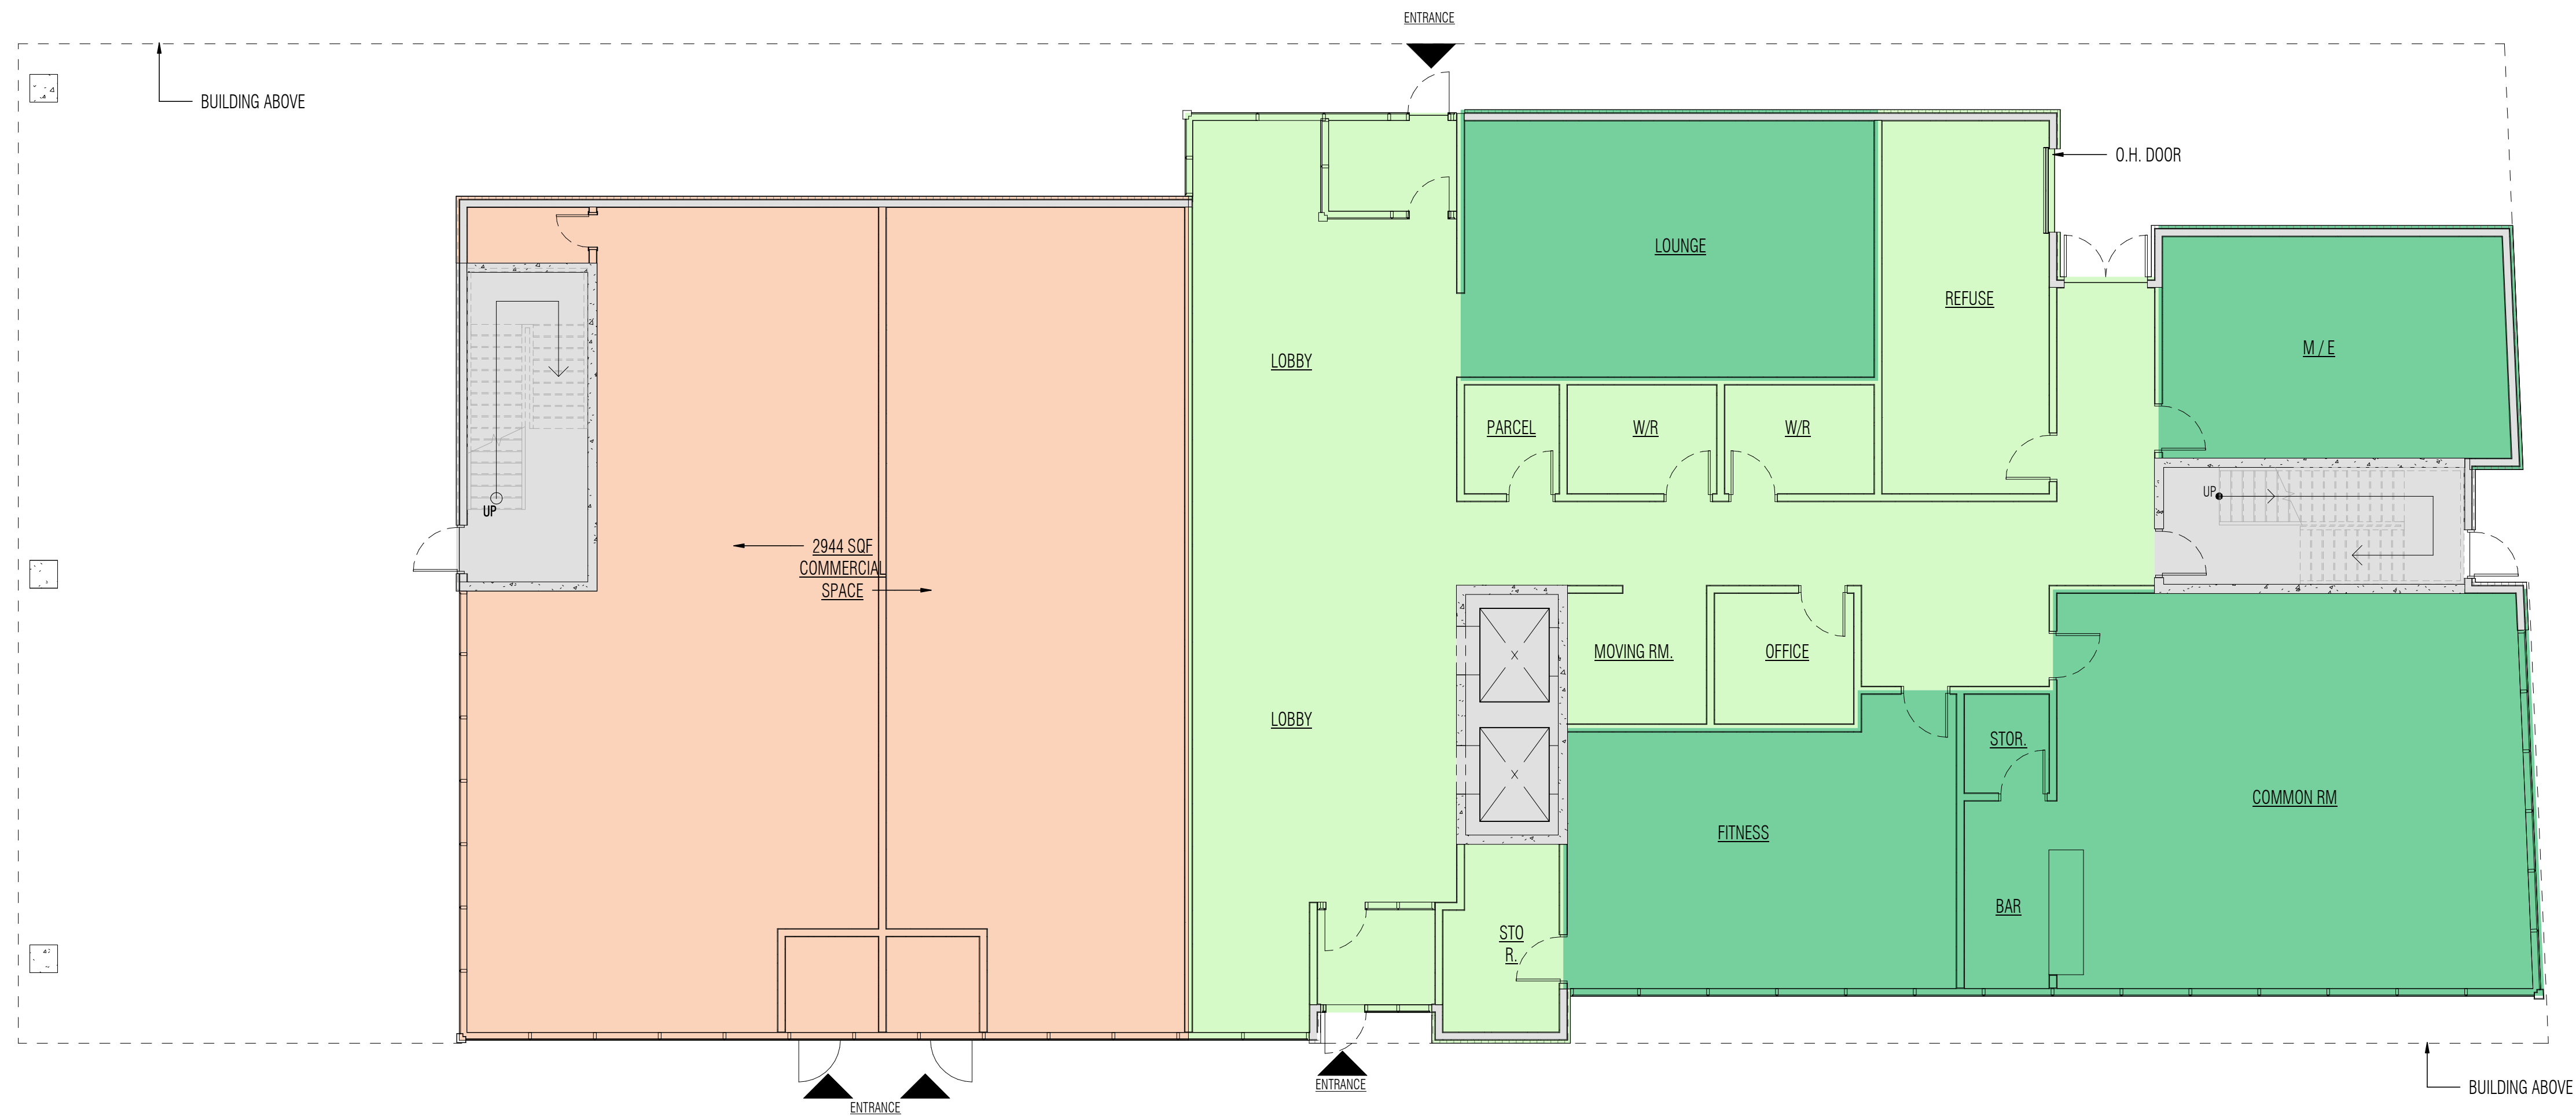 ENTRANCE
BUILDING ABOVE
O.H. DOOR
LOUNGE
REFUSE
M / E
LOBBY
PARCEL
W/R
W/R
UP
UP
2944 SQF
COMMERCIAL
SPACE
MOVING RM.
OFFICE
LOBBY
STOR.
COMMON RM
FITNESS
BAR
STO
R.
ENTRANCE
BUILDING ABOVE
ENTRANCE